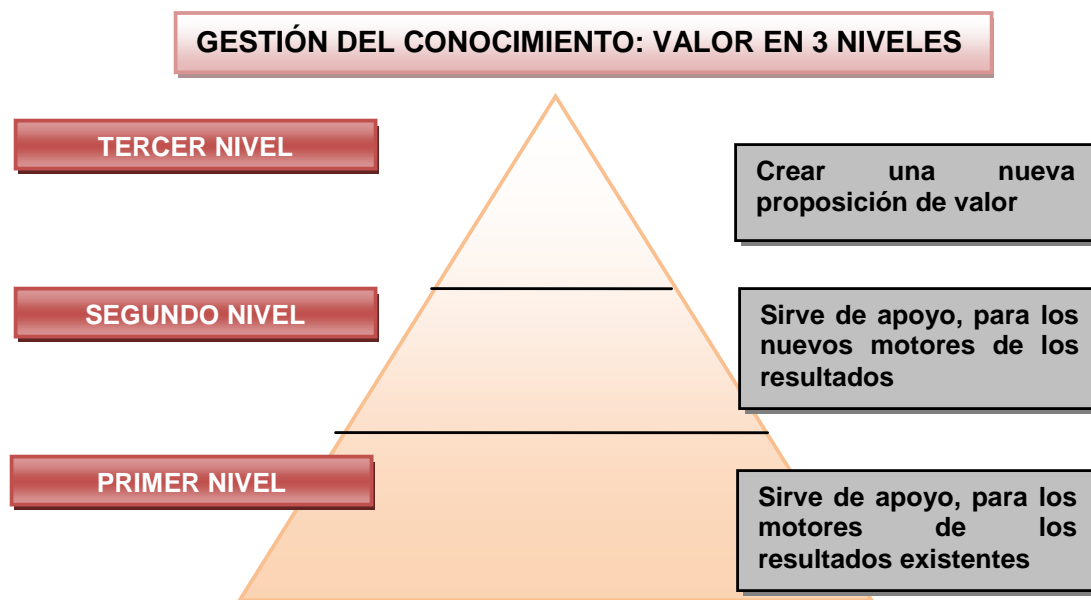 GESTIÓN DEL CONOCIMIENTO: VALOR EN 3 NIVELES
TERCER NIVEL
Crear una nueva
proposición de valor
SEGUNDO NIVEL
Sirve de apoyo, para los
nuevos motores de los
resultados
PRIMER NIVEL
Sirve de apoyo, para los
motores de los
resultados existentes